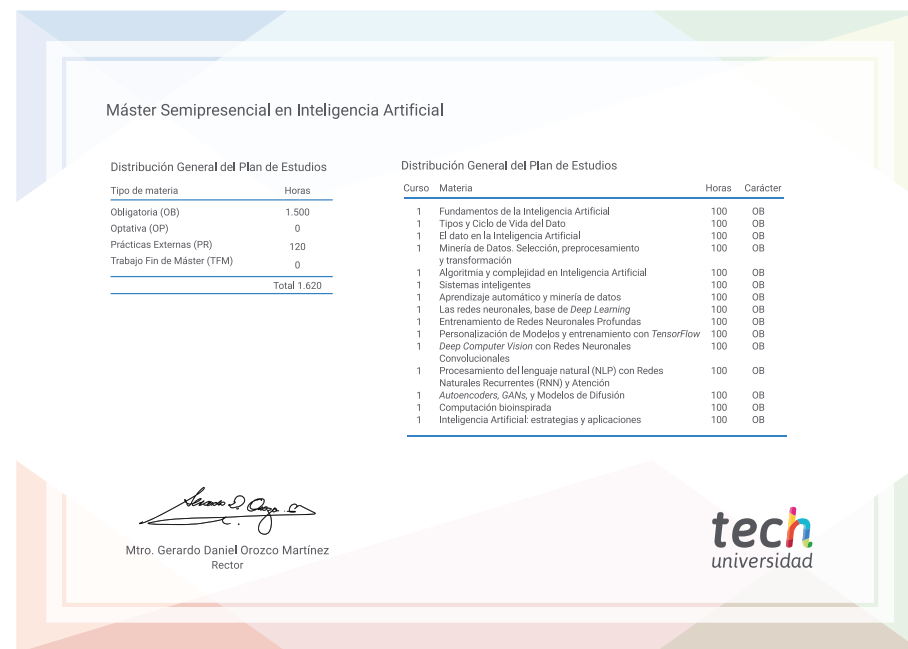 Máster Semipresencial en Inteligencia Artificial
Distribución General del Plan de Estudios
Tipo de materia Horas
Obligatoria (OB) 1.500
Optativa (OP) 0
Prácticas Externas (PR) 120
Trabajo Fin de Máster (TFM) 0
Total 1.620
Distribución General del Plan de Estudios
Curso Materia Horas Carácter
1 Fundamentos de la Inteligencia Artificial 100 OB
1 Tipos y Ciclo de Vida del Dato 100 OB
1 El dato en la Inteligencia Artificial 100 OB
1 Minería de Datos. Selección, preprocesamiento 100 OB
y transformación
1 Algoritmia y complejidad en Inteligencia Artificial 100 OB
1 Sistemas inteligentes 100 OB
1 Aprendizaje automático y minería de datos 100 OB
1 Las redes neuronales, base de Deep Learning 100 OB
1 Entrenamiento de Redes Neuronales Profundas 100 OB
1 Personalización de Modelos y entrenamiento con TensorFlow 100 OB
1 Deep Computer Vision con Redes Neuronales 100 OB
Convolucionales
1 Procesamiento del lenguaje natural (NLP) con Redes 100 OB
Naturales Recurrentes (RNN) y Atención
1 Autoencoders, GANs, y Modelos de Difusión 100 OB
1 Computación bioinspirada 100 OB
1 Inteligencia Artificial: estrategias y aplicaciones 100 OB
Mtro. Gerardo Daniel Orozco Martínez
Rector
tech
universidad